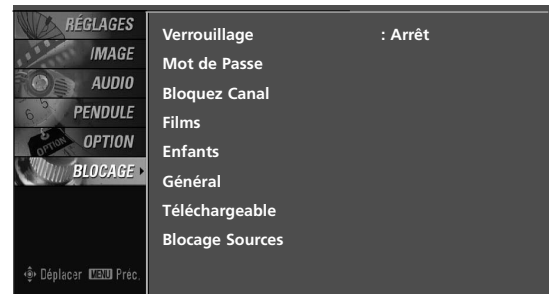 RÉGLAGES
IMAGE
AUDIO
PENDULE
OPTION
BLOCAGE
Déplacer MENU Préc.
Verrouillage : Arrêt
Mot de Passe
Bloquez Canal
Films
Enfants
Général
Téléchargeable
Blocage Sources